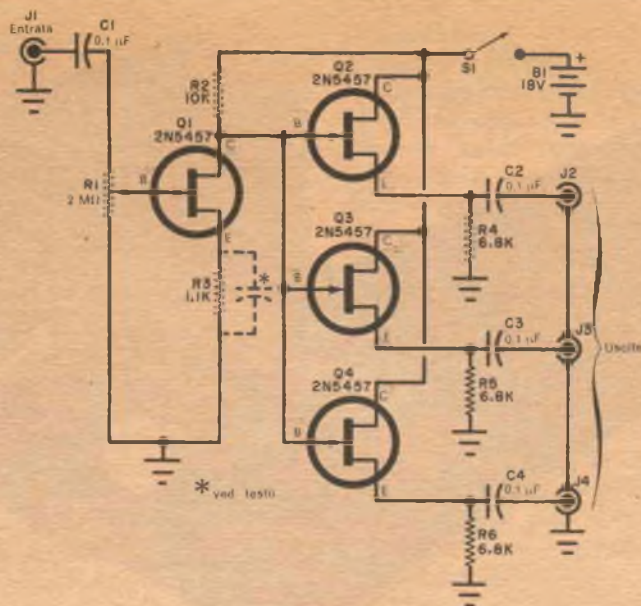 J1
Entrata
C1
0.1 µF
R1
2 MΩ
Q1
2N5457
B
C
E
R2
10K
R3
1.1K
*
Q2
2N5457
B
C
E
Q3
2N5457
B
C
E
Q4
2N5457
B
C
E
S1
B1
18V
+
C2
0.1 µF
J2
R4
6.8K
C3
0.1 µF
J3
R5
6.8K
C4
0.1 µF
J4
R6
6.8K
Uscite
* ved. testo